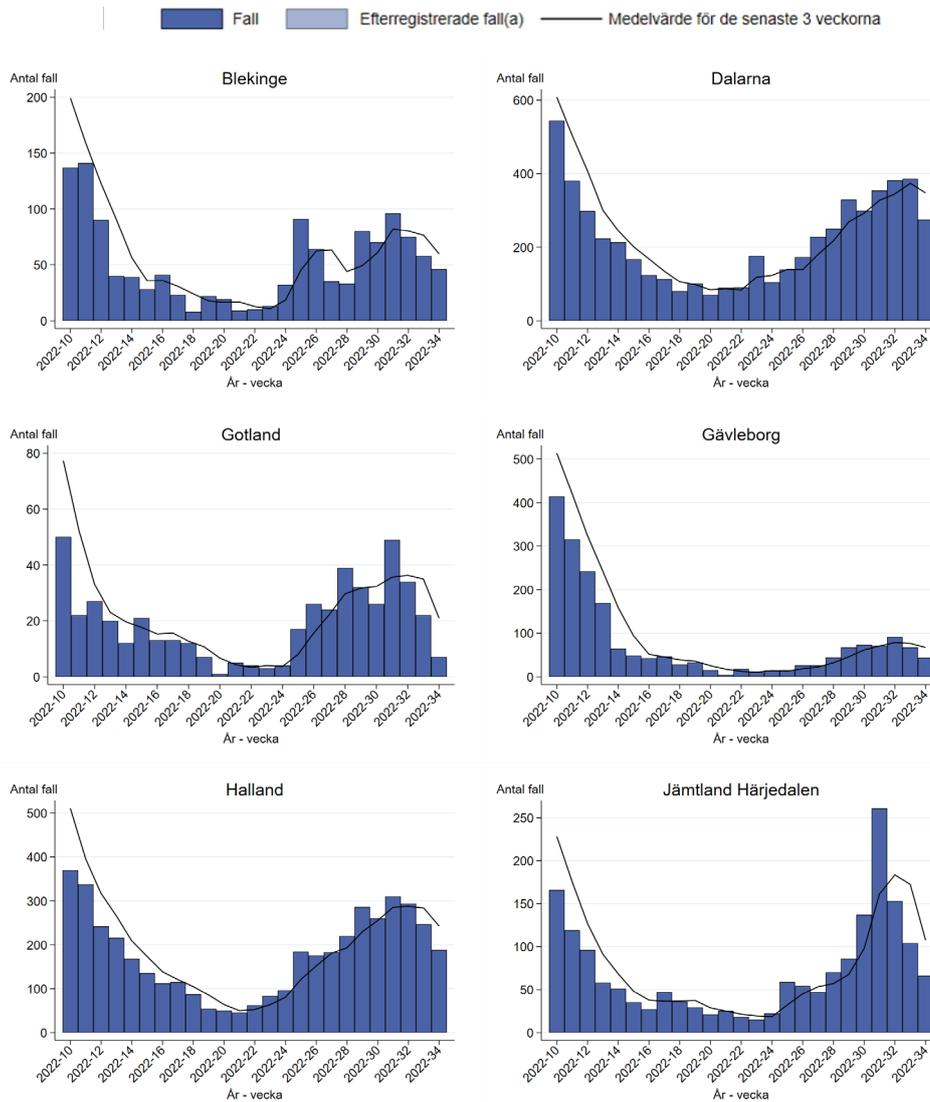 Fall Efterregistrerade fall(a) Medelvärde för de senaste 3 veckorna
Antal fall
Blekinge
200
150
100
50
0
2022-10 2022-12 2022-14 2022-16 2022-18 2022-20 2022-22 2022-24 2022-26 2022-28 2022-30 2022-32 2022-34
År - vecka
Antal fall
Dalarna
600
400
200
0
2022-10 2022-12 2022-14 2022-16 2022-18 2022-20 2022-22 2022-24 2022-26 2022-28 2022-30 2022-32 2022-34
År - vecka
Antal fall
Gotland
80
60
40
20
0
2022-10 2022-12 2022-14 2022-16 2022-18 2022-20 2022-22 2022-24 2022-26 2022-28 2022-30 2022-32 2022-34
År - vecka
Antal fall
Gävleborg
500
400
300
200
100
0
2022-10 2022-12 2022-14 2022-16 2022-18 2022-20 2022-22 2022-24 2022-26 2022-28 2022-30 2022-32 2022-34
År - vecka
Antal fall
Halland
500
400
300
200
100
0
2022-10 2022-12 2022-14 2022-16 2022-18 2022-20 2022-22 2022-24 2022-26 2022-28 2022-30 2022-32 2022-34
År - vecka
Antal fall
Jämtland Härjedalen
250
200
150
100
50
0
2022-10 2022-12 2022-14 2022-16 2022-18 2022-20 2022-22 2022-24 2022-26 2022-28 2022-30 2022-32 2022-34
År - vecka